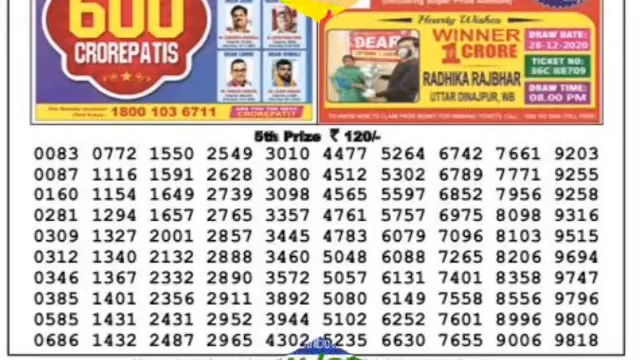 600
CROREPATIS
1800 103 6711
Hearty Wishes
WINNER
1 CRORE
DEAR
RADHIKA RAJBHAR
UTTAR DINAJPUR, WB
DRAW DATE:
28-12-2020
TICKET NO:
36C 88709
DRAW TIME:
08.00 PM
5th Prize ₹ 120/-
0083 0772 1550 2549 3010 4477 5264 6742 7661 9203
0087 1116 1591 2628 3080 4512 5302 6789 7771 9255
0160 1154 1649 2739 3098 4565 5597 6852 7956 9258
0281 1294 1657 2765 3357 4761 5757 6975 8098 9316
0309 1327 2001 2857 3445 4783 6079 7096 8103 9515
0312 1340 2132 2888 3460 5048 6088 7265 8206 9694
0346 1367 2332 2890 3572 5057 6131 7401 8358 9747
0385 1401 2356 2911 3892 5080 6149 7558 8556 9796
0585 1431 2431 2952 3944 5102 6252 7601 8996 9800
0686 1432 2487 2965 4302 5235 6630 7655 9006 9818